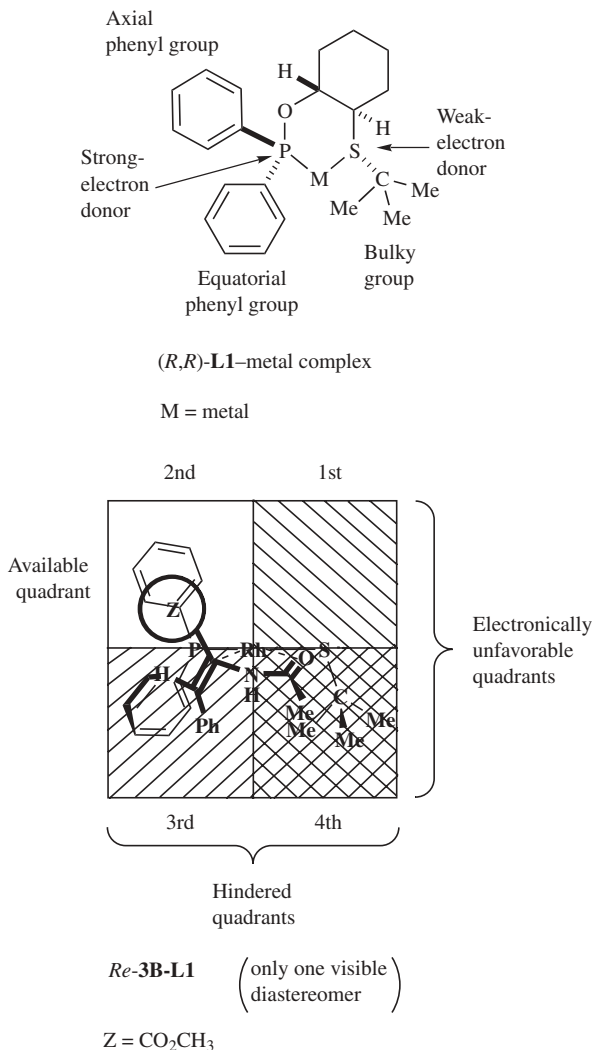 Axial
phenyl group
H
O
H
Strong-
electron
donor
P
M
S
Weak-
electron
donor
C
Me
Me
Me
Equatorial
phenyl group
Bulky
group
(R,R)-L1–metal complex
M = metal
2nd
1st
Available
quadrant
Z
P
Rh
S
H
N
H
O
C
Ph
Me
Me
Me
Me
Electronically
unfavorable
quadrants
3rd
4th
Hindered
quadrants
Re-3B-L1
(only one visible
diastereomer)
Z = CO₂CH₃